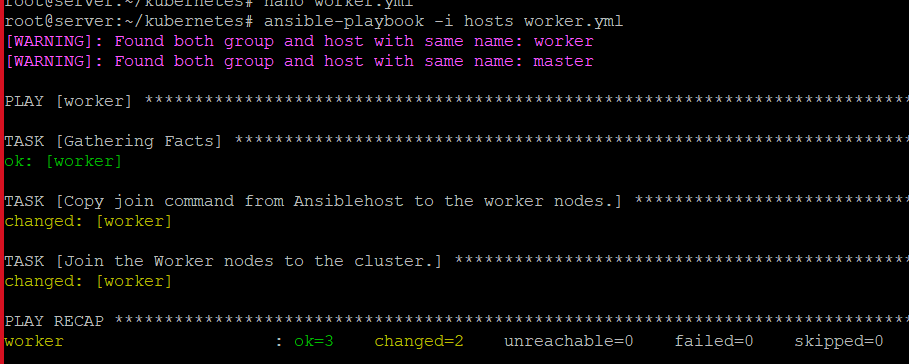 root@server:~/kubernetes# nano worker.yml
root@server:~/kubernetes# ansible-playbook -i hosts worker.yml
[WARNING]: Found both group and host with same name: worker
[WARNING]: Found both group and host with same name: master
PLAY [worker] *****************************************************************************
TASK [Gathering Facts] ********************************************************************
ok: [worker]
TASK [Copy join command from Ansiblehost to the worker nodes.] ****************************
changed: [worker]
TASK [Join the Worker nodes to the cluster.] **********************************************
changed: [worker]
PLAY RECAP ********************************************************************************
worker                     : ok=3    changed=2    unreachable=0    failed=0    skipped=0